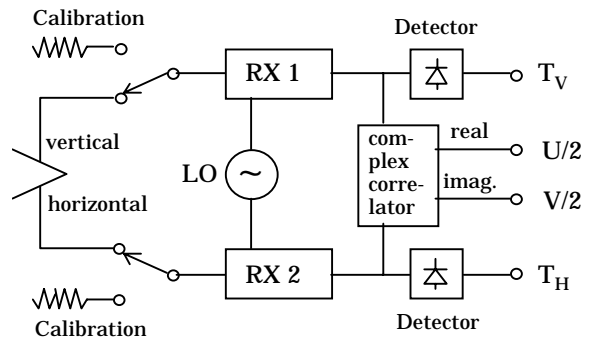 Calibration
Detector
RX 1
T_V
vertical
com-
plex
corre-
lator
real
U/2
LO
~
imag.
V/2
horizontal
RX 2
T_H
Calibration
Detector